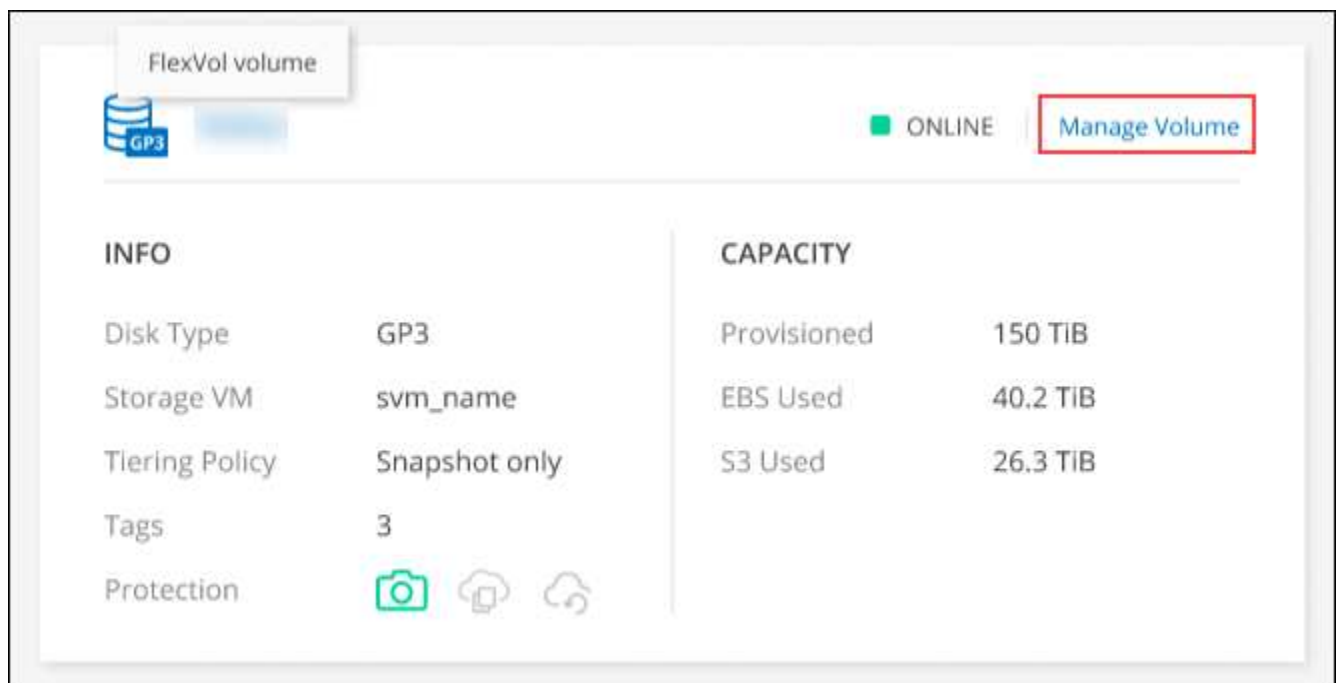 FlexVol volume
GP3
ONLINE
Manage Volume
INFO
Disk Type GP3
Storage VM svm_name
Tiering Policy Snapshot only
Tags 3
Protection
CAPACITY
Provisioned 150 TiB
EBS Used 40.2 TiB
S3 Used 26.3 TiB